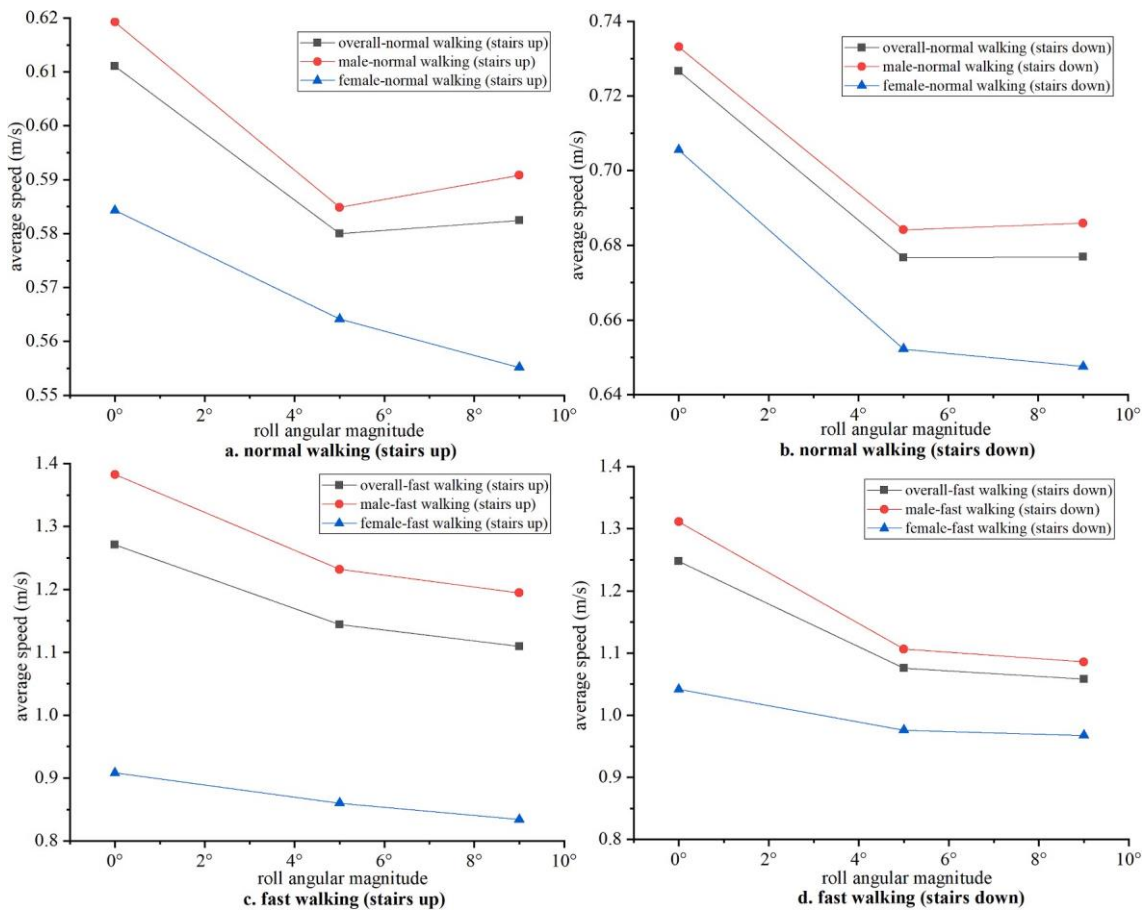 0.62
0.61
0.60
0.59
0.58
0.57
0.56
0.55
average speed (m/s)
overall-normal walking (stairs up)
male-normal walking (stairs up)
female-normal walking (stairs up)
0° 2° 4° 6° 8° 10°
roll angular magnitude
a. normal walking (stairs up)
0.74
0.72
0.70
0.68
0.66
0.64
average speed (m/s)
overall-normal walking (stairs down)
male-normal walking (stairs down)
female-normal walking (stairs down)
0° 2° 4° 6° 8° 10°
roll angular magnitude
b. normal walking (stairs down)
1.4
1.3
1.2
1.1
1.0
0.9
0.8
average speed (m/s)
overall-fast walking (stairs up)
male-fast walking (stairs up)
female-fast walking (stairs up)
0° 2° 4° 6° 8° 10°
roll angular magnitude
c. fast walking (stairs up)
1.4
1.3
1.2
1.1
1.0
0.9
0.8
average speed (m/s)
overall-fast walking (stairs down)
male-fast walking (stairs down)
female-fast walking (stairs down)
0° 2° 4° 6° 8° 10°
roll angular magnitude
d. fast walking (stairs down)